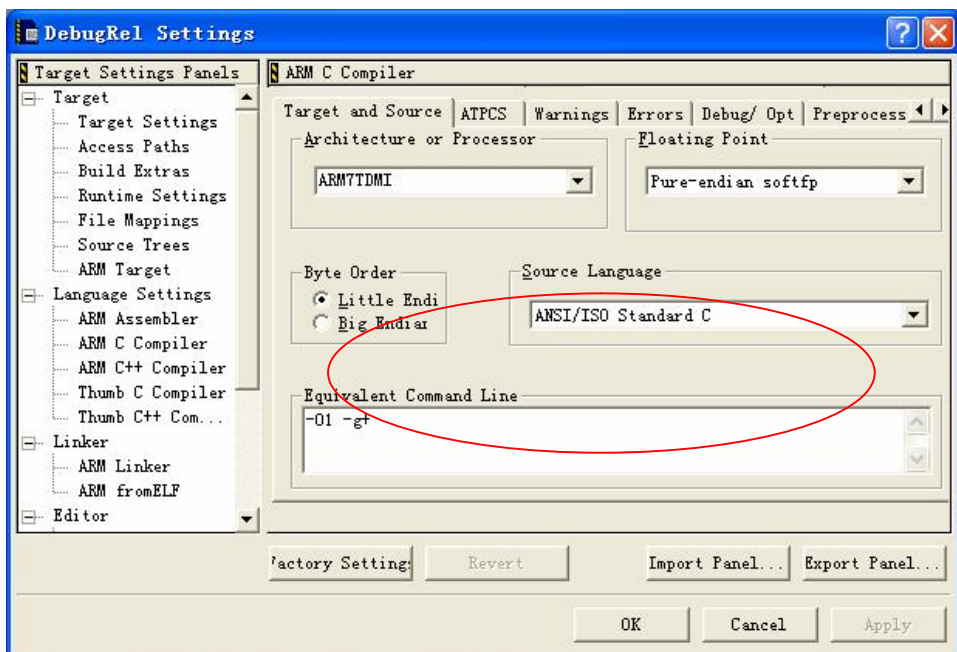 DebugRel Settings
Target Settings Panels
Target
Target Settings
Access Paths
Build Extras
Runtime Settings
File Mappings
Source Trees
ARM Target
Language Settings
ARM Assembler
ARM C Compiler
ARM C++ Compiler
Thumb C Compiler
Thumb C++ Com...
Linker
ARM Linker
ARM fromELF
Editor
ARM C Compiler
Target and Source ATPCS Warnings Errors Debug/ Opt Preprocess
Architecture or Processor
ARM7TDMI
Floating Point
Pure-endian softfp
Byte Order
Little Endi
Big Endiar
Source Language
ANSI/ISO Standard C
Equivalent Command Line
-O1 -g+
actory Setting Revert Import Panel... Export Panel...
OK Cancel Apply